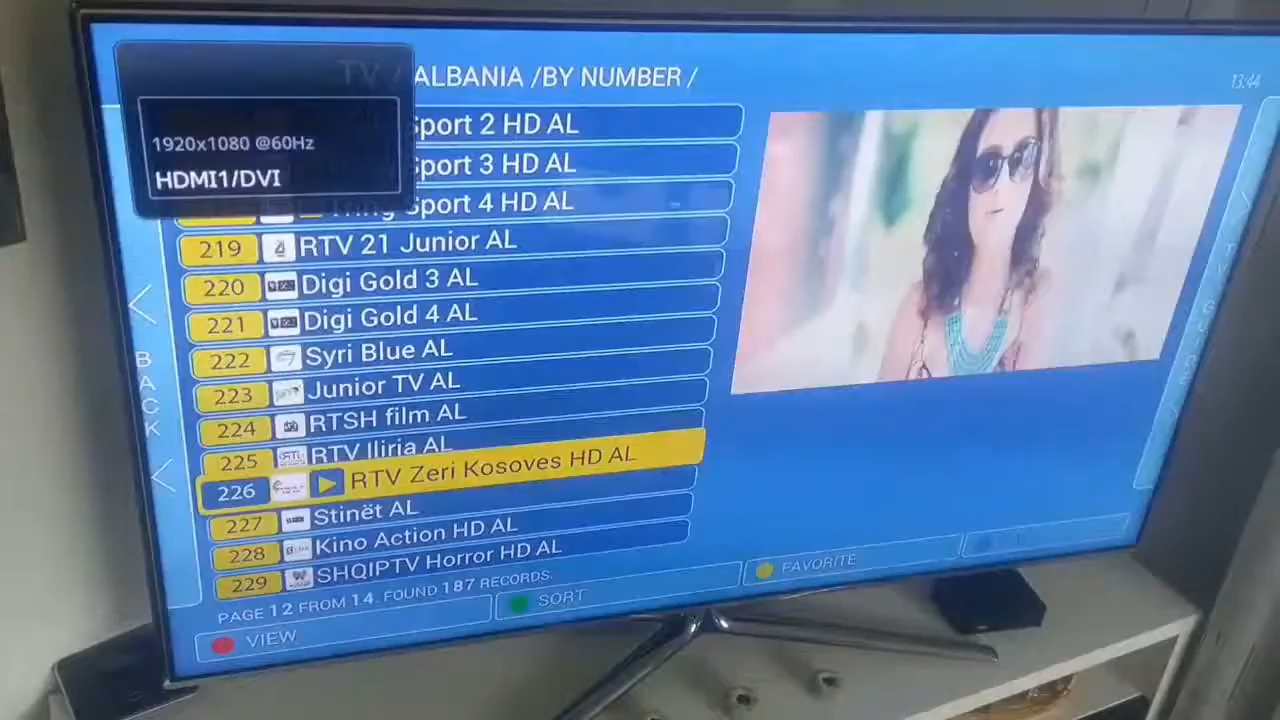 TV / ALBANIA /BY NUMBER /
13:44
1920x1080 @60Hz
HDMI1/DVI
Sport 2 HD AL
Sport 3 HD AL
Tring Sport 4 HD AL
219 RTV 21 Junior AL
220 Digi Gold 3 AL
221 Digi Gold 4 AL
222 Syri Blue AL
223 Junior TV AL
224 RTSH film AL
225 RTV Iliria AL
226 RTV Zeri Kosoves HD AL
227 Stinët AL
228 Kino Action HD AL
229 SHQIPTV Horror HD AL
PAGE 12 FROM 14. FOUND 187 RECORDS.
VIEW
SORT
FAVORITE
BACK